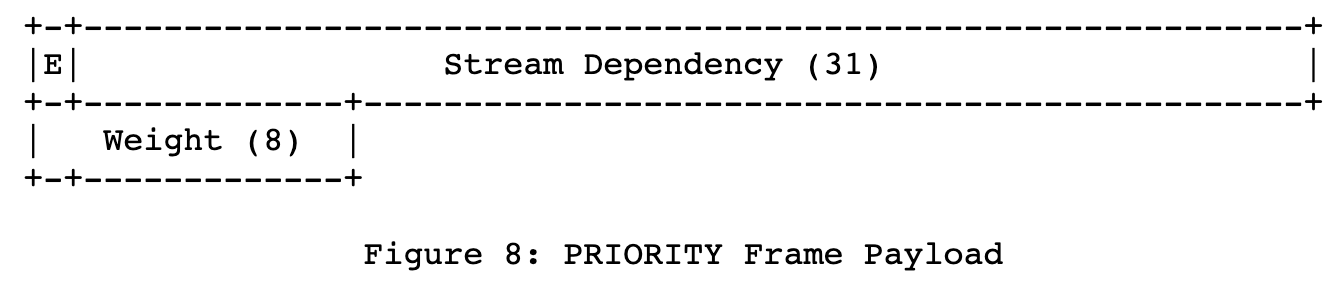 +-+-------------------------------------------------------------+
|E|                  Stream Dependency (31)                     |
+-+-------------+-----------------------------------------------+
|   Weight (8)  |
+-+-------------+
Figure 8: PRIORITY Frame Payload